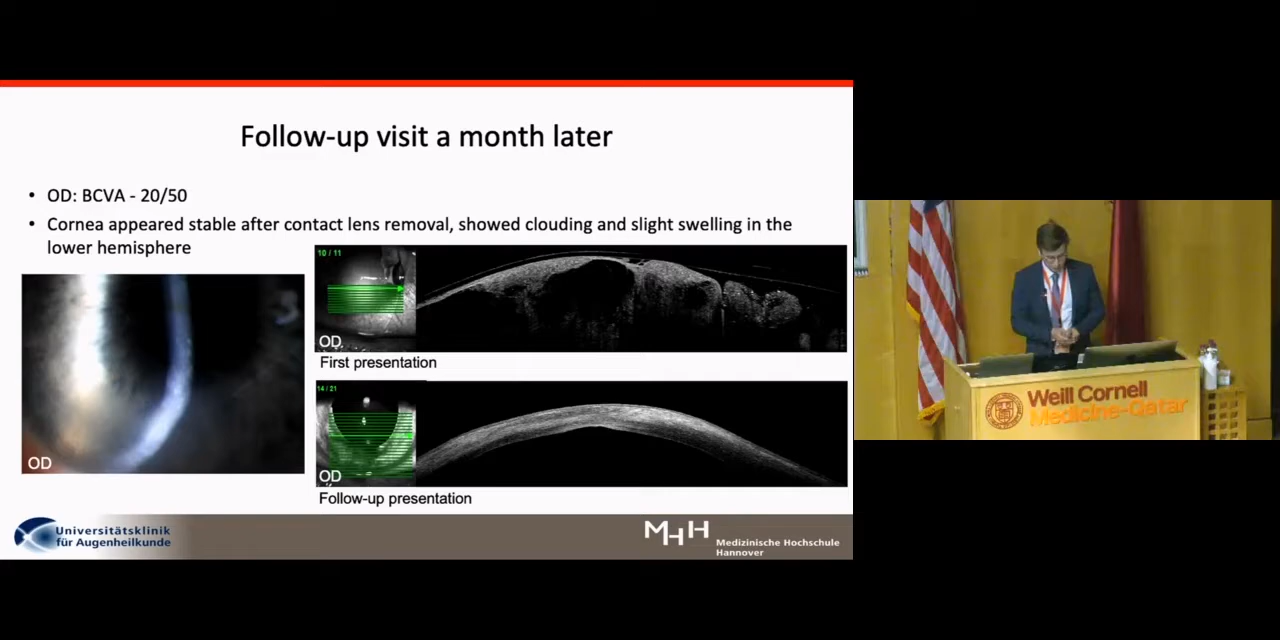 Follow-up visit a month later
• OD: BCVA - 20/50
• Cornea appeared stable after contact lens removal, showed clouding and slight swelling in the
lower hemisphere
OD
10 / 11
OD
First presentation
14 / 21
OD
Follow-up presentation
Universitätsklinik
für Augenheilkunde
MHH
Medizinische Hochschule
Hannover
Weill Cornell
Medicine-Qatar